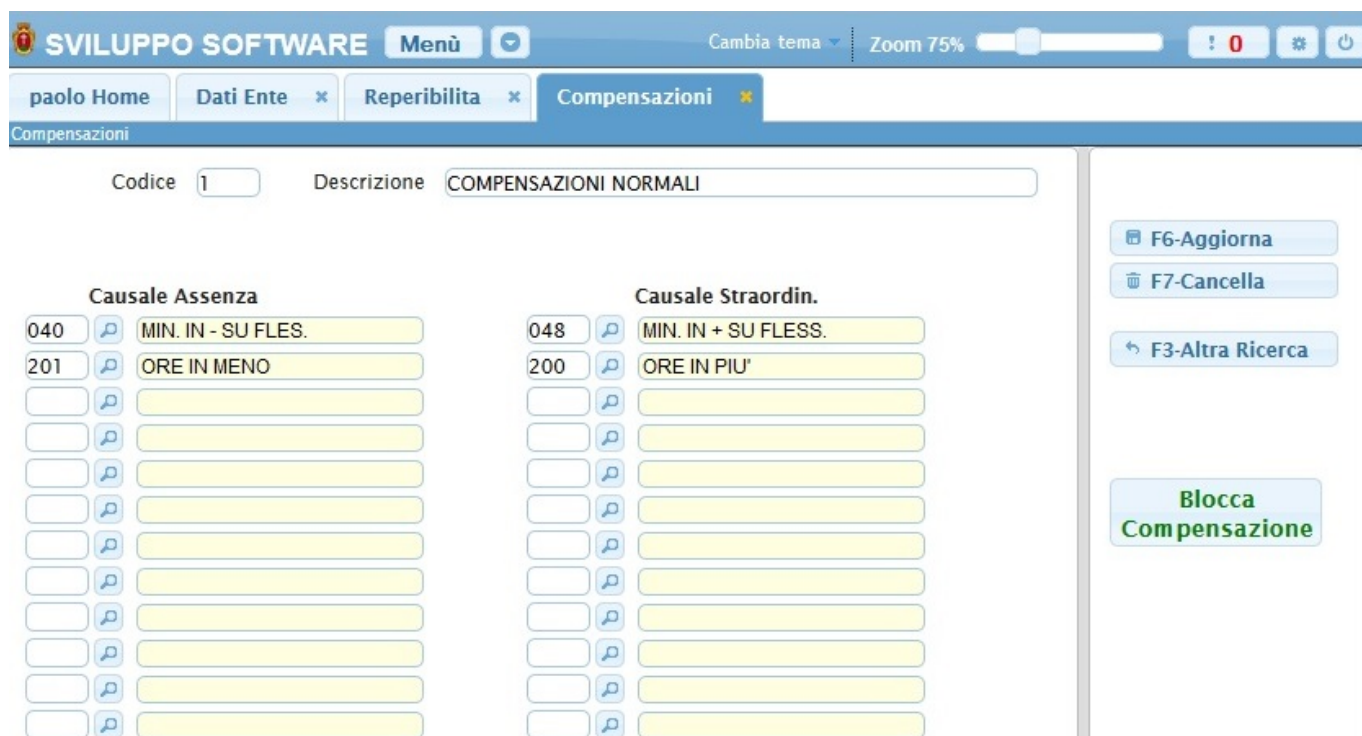 SVILUPPO SOFTWARE Menù Cambia tema Zoom 75% ! 0
paolo Home Dati Ente × Reperibilita × Compensazioni ×
Compensazioni
Codice 1 Descrizione COMPENSAZIONI NORMALI
F6-Aggiorna
F7-Cancella
F3-Altra Ricerca
Blocca
Compensazione
Causale Assenza Causale Straordin.
040 MIN. IN - SU FLES. 048 MIN. IN + SU FLESS.
201 ORE IN MENO 200 ORE IN PIU'